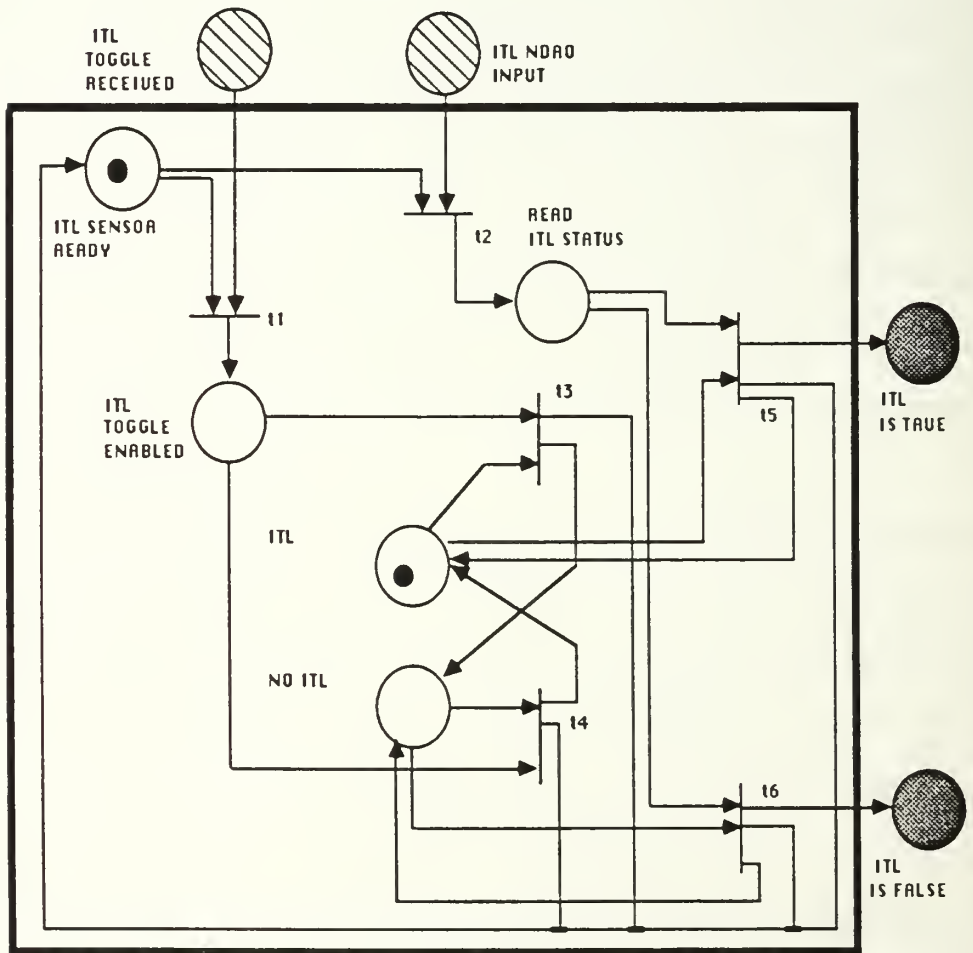 ITL
TOGGLE
RECEIVED
ITL NDRO
INPUT
ITL SENSOR
READY
t2
READ
ITL STATUS
t1
ITL
TOGGLE
ENABLED
t3
t5
ITL
IS TRUE
ITL
NO ITL
t4
t6
ITL
IS FALSE